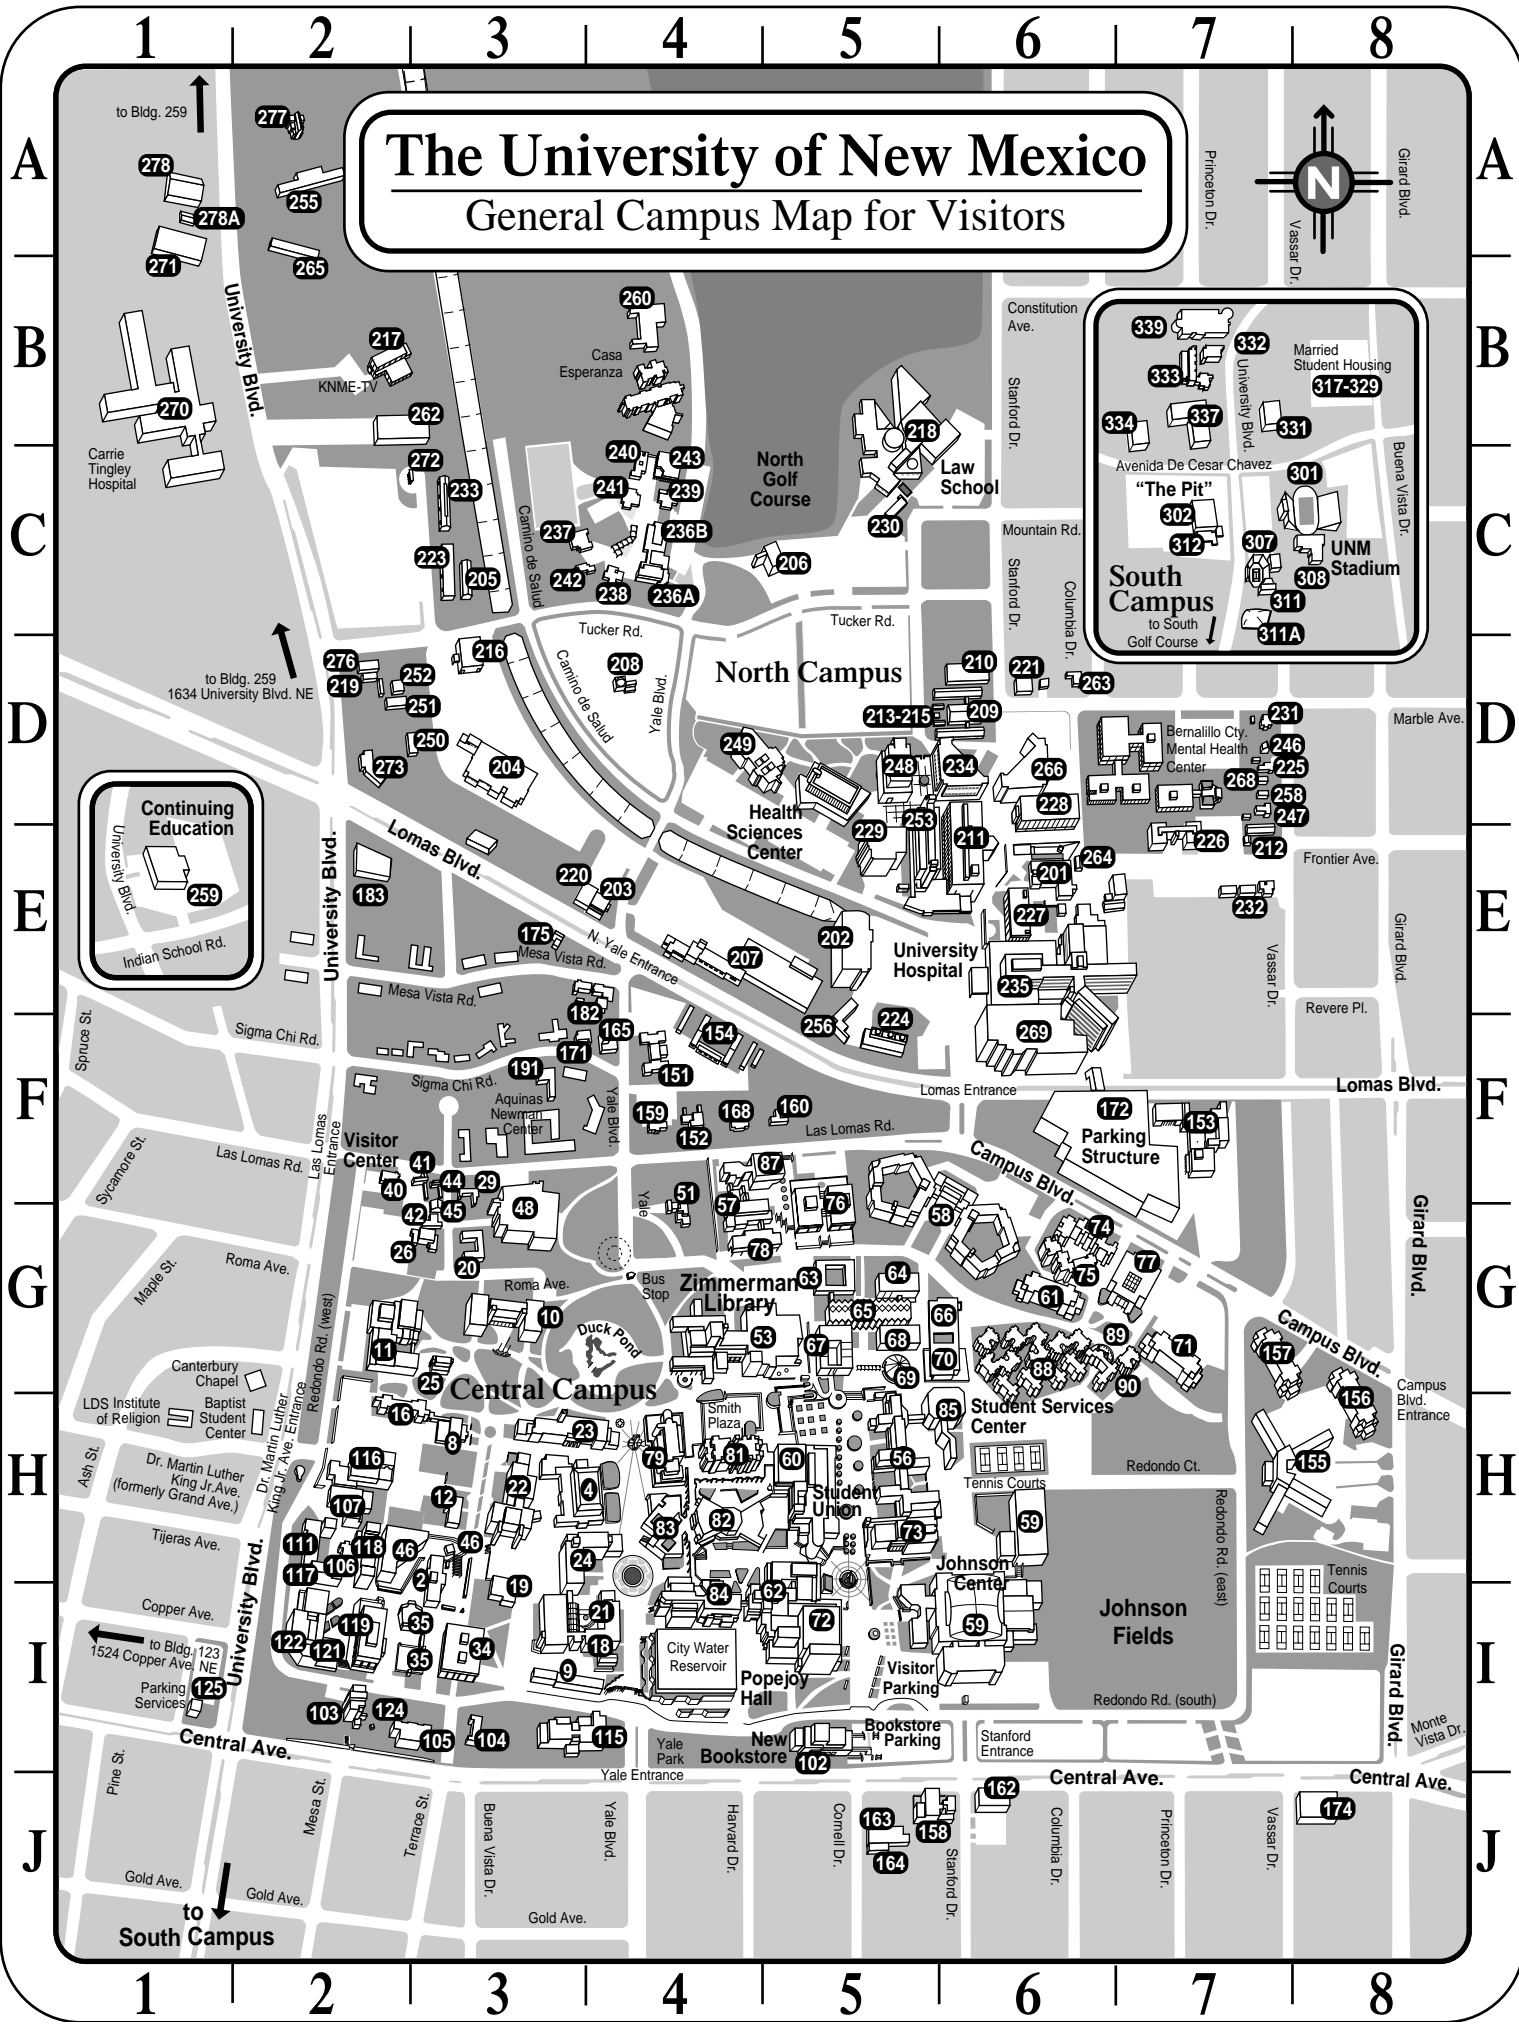 1 2 3 4 5 6 7 8
A
B
C
D
E
F
G
H
I
J
The University of New Mexico
General Campus Map for Visitors
N
A
B
C
D
E
F
G
H
I
J
to Bldg. 259
277
278
255
278A
271
265
Princeton Dr.
Vassar Dr.
Girard Blvd.
University Blvd.
260
217
KNME-TV
Casa
Esperanza
262
270
Carrie
Tingley
Hospital
272
233
240
243
241
239
237
236B
223
205
242
238
236A
Camino de Salud
North
Golf
Course
218
Law
School
230
206
Constitution
Ave.
Stanford Dr.
Mountain Rd.
Stanford Dr.
Columbia Dr.
339
332
333
Married
Student Housing
317-329
334
337
331
University Blvd.
Avenida De Cesar Chavez
Buena Vista Dr.
"The Pit"
301
302
312
307
UNM
Stadium
308
311
311A
South
Campus
to South
Golf Course
Tucker Rd.
Tucker Rd.
to Bldg. 259
1634 University Blvd. NE
276
219
252
251
250
273
216
204
208
Camino de Salud
Yale Blvd.
North Campus
210
221
263
213-215
209
249
248
234
266
228
Bernalillo Cty.
Mental Health
Center
231
246
225
268
258
247
Marble Ave.
Health
Sciences
Center
229
253
211
264
201
226
212
Frontier Ave.
232
Continuing
Education
University Blvd.
259
Indian School Rd.
University Blvd.
Lomas Blvd.
183
220
203
175
Mesa Vista Rd.
N. Yale Entrance
207
202
University
Hospital
227
235
Vassar Dr.
Girard Blvd.
Mesa Vista Rd.
182
256
224
269
Revere Pl.
Spruce St.
Sigma Chi Rd.
165
154
171
151
191
Sigma Chi Rd.
Aquinas
Newman
Center
Yale Blvd.
159
152
168
160
Las Lomas Rd.
Lomas Entrance
Lomas Blvd.
172
Parking
Structure
153
Sycamore St.
Las Lomas Rd.
Las Lomas
Entrance
Visitor
Center
41
40
44
29
42
45
26
48
20
51
Yale
87
57
76
78
58
Campus Blvd.
74
77
75
61
Girard Blvd.
Maple St.
Roma Ave.
Roma Ave.
Bus
Stop
Zimmerman
Library
63
64
65
66
10
Duck Pond
53
67
68
70
69
89
71
88
90
157
156
Campus Blvd.
Campus
Blvd.
Entrance
11
25
Central Campus
Redondo Rd. (west)
Canterbury
Chapel
LDS Institute
of Religion
Baptist
Student
Center
Dr. Martin Luther
King Jr. Ave. Entrance
Ash St.
Dr. Martin Luther
King Jr.Ave.
(formerly Grand Ave.)
16
8
23
Smith
Plaza
85
Student Services
Center
116
107
12
22
4
79
81
60
56
Tennis Courts
Redondo Ct.
155
Student
Union
Tijeras Ave.
111
118
46
46
117
106
2
83
82
73
59
24
Johnson
Center
Redondo Rd. (east)
Tennis
Courts
Copper Ave.
University Blvd.
19
84
62
72
59
Johnson
Fields
119
35
21
122
121
35
34
18
9
City Water
Reservoir
to Bldg. 123
1524 Copper Ave. NE
Parking
Services
125
Popejoy
Hall
Visitor
Parking
Redondo Rd. (south)
Girard Blvd.
103
124
105
104
115
Yale
Park
New
Bookstore
102
Bookstore
Parking
Stanford
Entrance
Monte
Vista Dr.
Central Ave.
Yale Entrance
Central Ave.
Central Ave.
Pine St.
Mesa St.
Terrace St.
Buena Vista Dr.
Yale Blvd.
Harvard Dr.
Cornell Dr.
163
158
162
164
Stanford Dr.
Columbia Dr.
Princeton Dr.
Vassar Dr.
174
Gold Ave.
Gold Ave.
Gold Ave.
to
South Campus
1 2 3 4 5 6 7 8